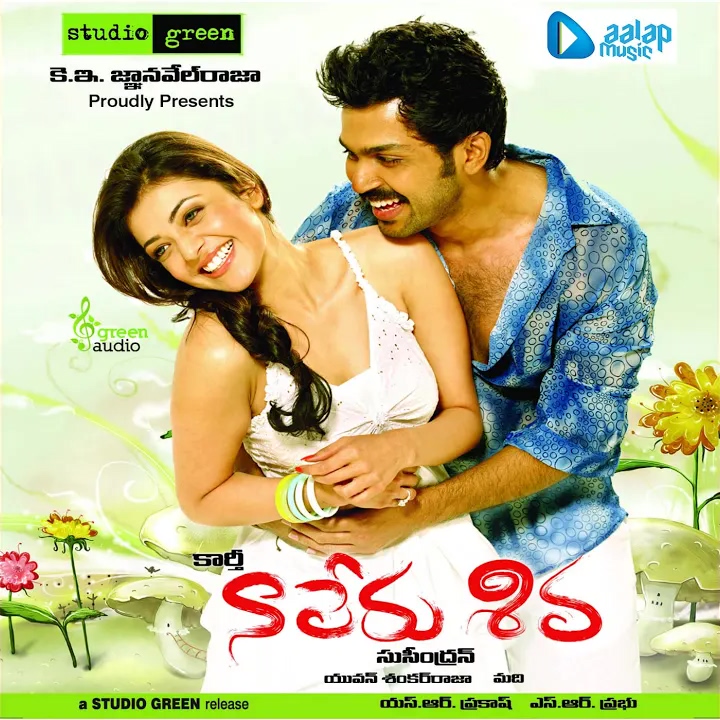 studio green
aalap music
కె.ఇ. జ్ఞానవేల్‌రాజా
Proudly Presents
green audio
కార్తీ
నా పేరు శివ
సుసీంద్రన్
యువన్ శంకర్‌రాజా మది
a STUDIO GREEN release
యస్.ఆర్. ప్రకాష్ ఎస్.ఆర్. ప్రభు